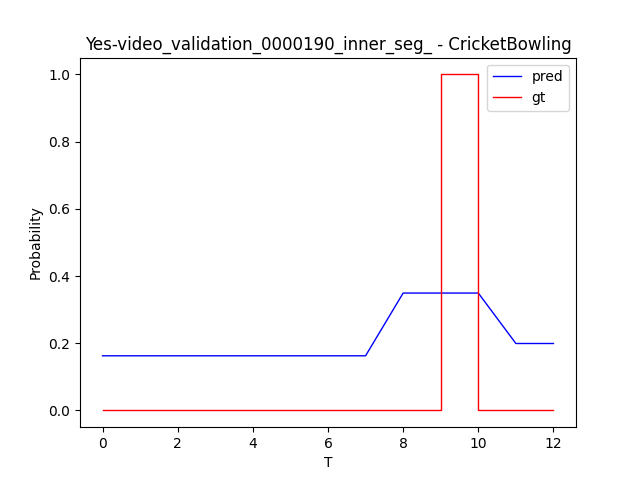 Yes-video_validation_0000190_inner_seg_ - CricketBowling
pred
gt
1.0
0.8
0.6
0.4
0.2
0.0
Probability
0 2 4 6 8 10 12
T